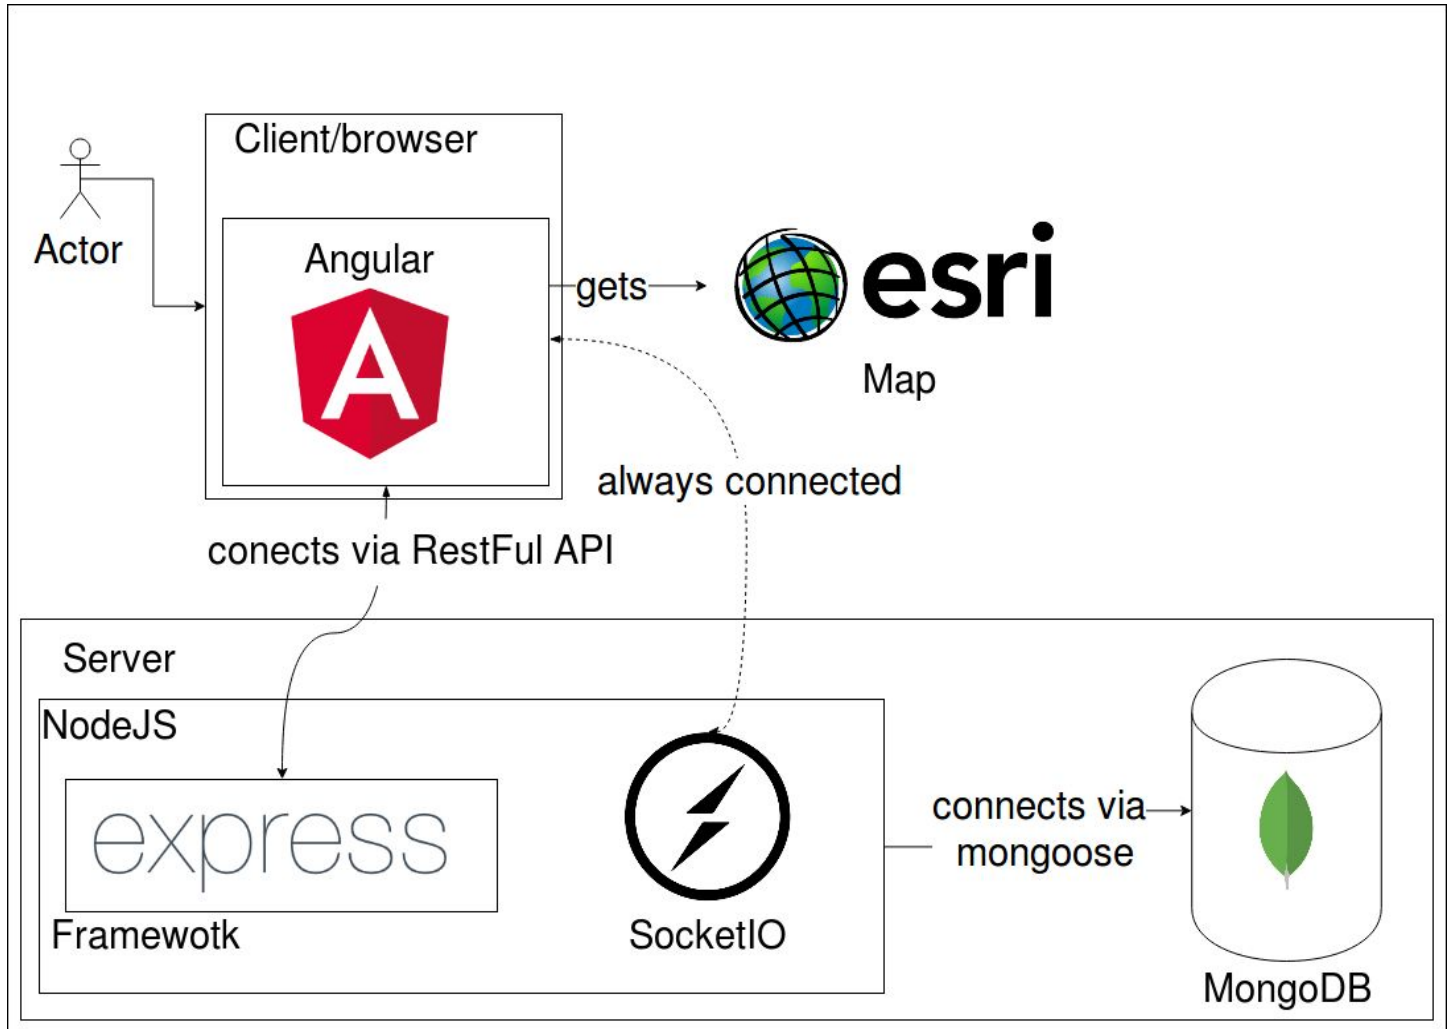 Client/browser
Actor
Angular
gets
esri
Map
always connected
conects via RestFul API
Server
NodeJS
express
Framewotk
SocketIO
connects via
mongoose
MongoDB